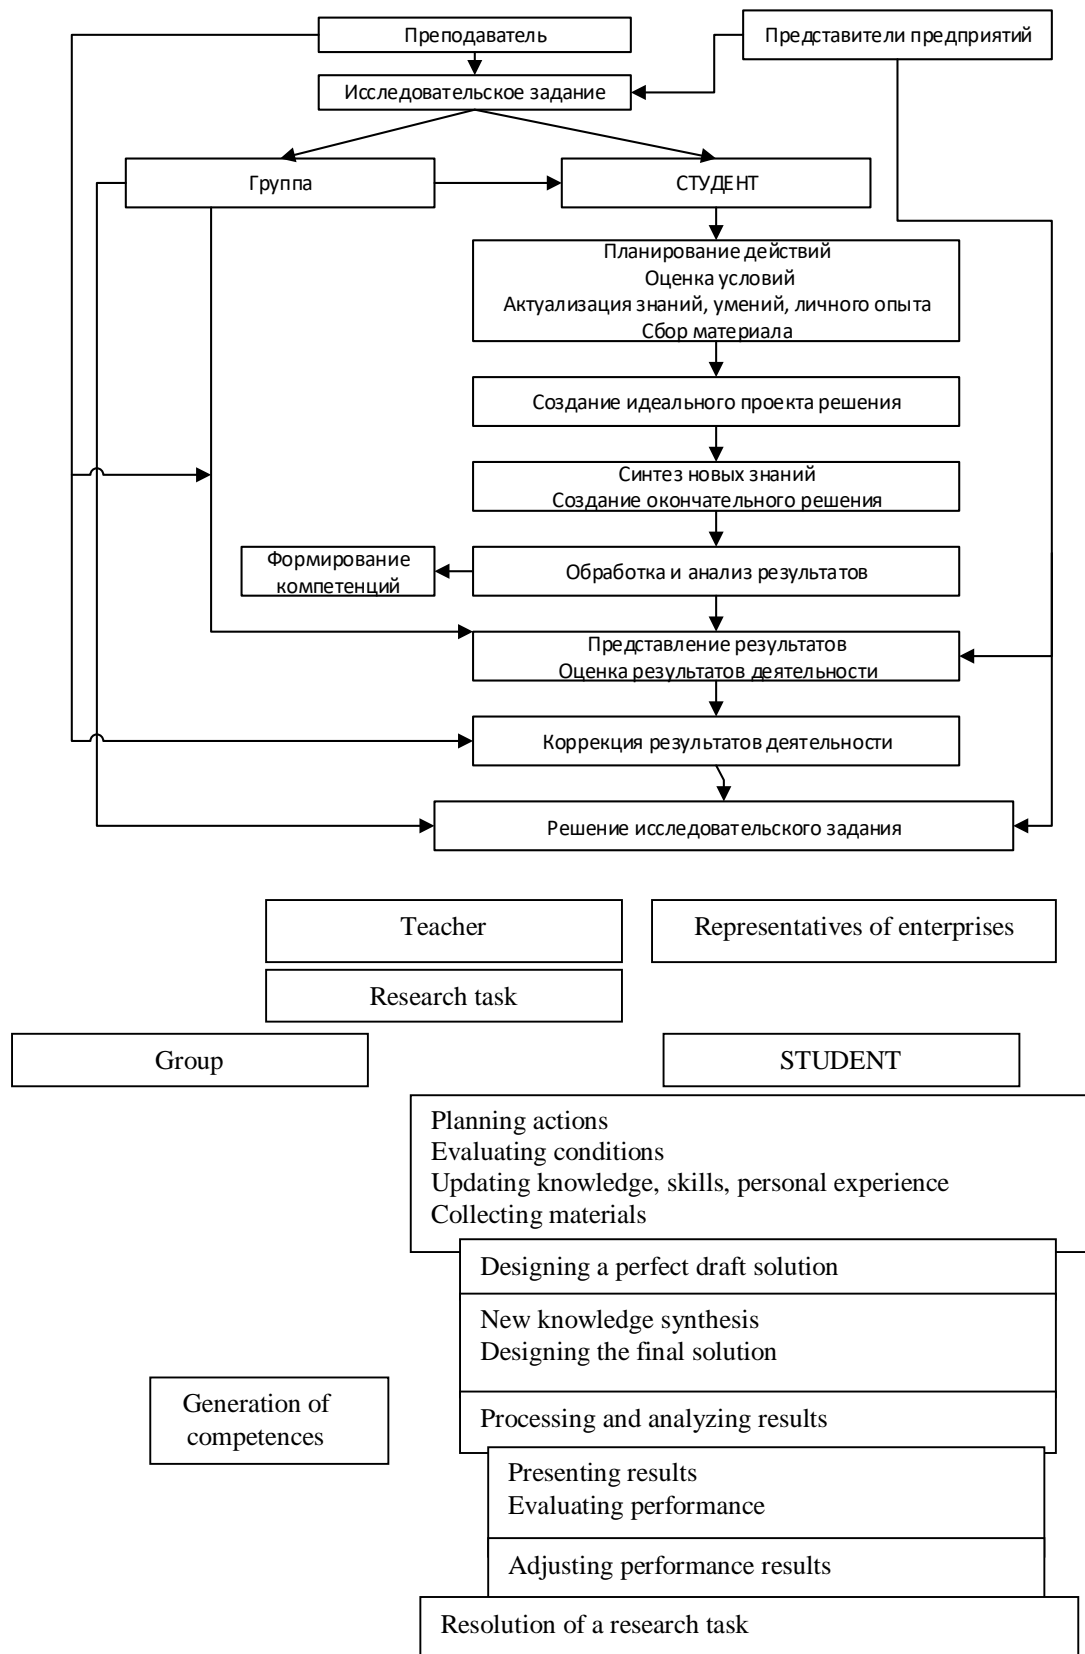 Преподаватель
Представители предприятий
Исследовательское задание
Группа
СТУДЕНТ
Планирование действий
Оценка условий
Актуализация знаний, умений, личного опыта
Сбор материала
Создание идеального проекта решения
Синтез новых знаний
Создание окончательного решения
Формирование
компетенций
Обработка и анализ результатов
Представление результатов
Оценка результатов деятельности
Коррекция результатов деятельности
Решение исследовательского задания
Teacher
Representatives of enterprises
Research task
Group
STUDENT
Planning actions
Evaluating conditions
Updating knowledge, skills, personal experience
Collecting materials
Designing a perfect draft solution
New knowledge synthesis
Designing the final solution
Generation of
competences
Processing and analyzing results
Presenting results
Evaluating performance
Adjusting performance results
Resolution of a research task